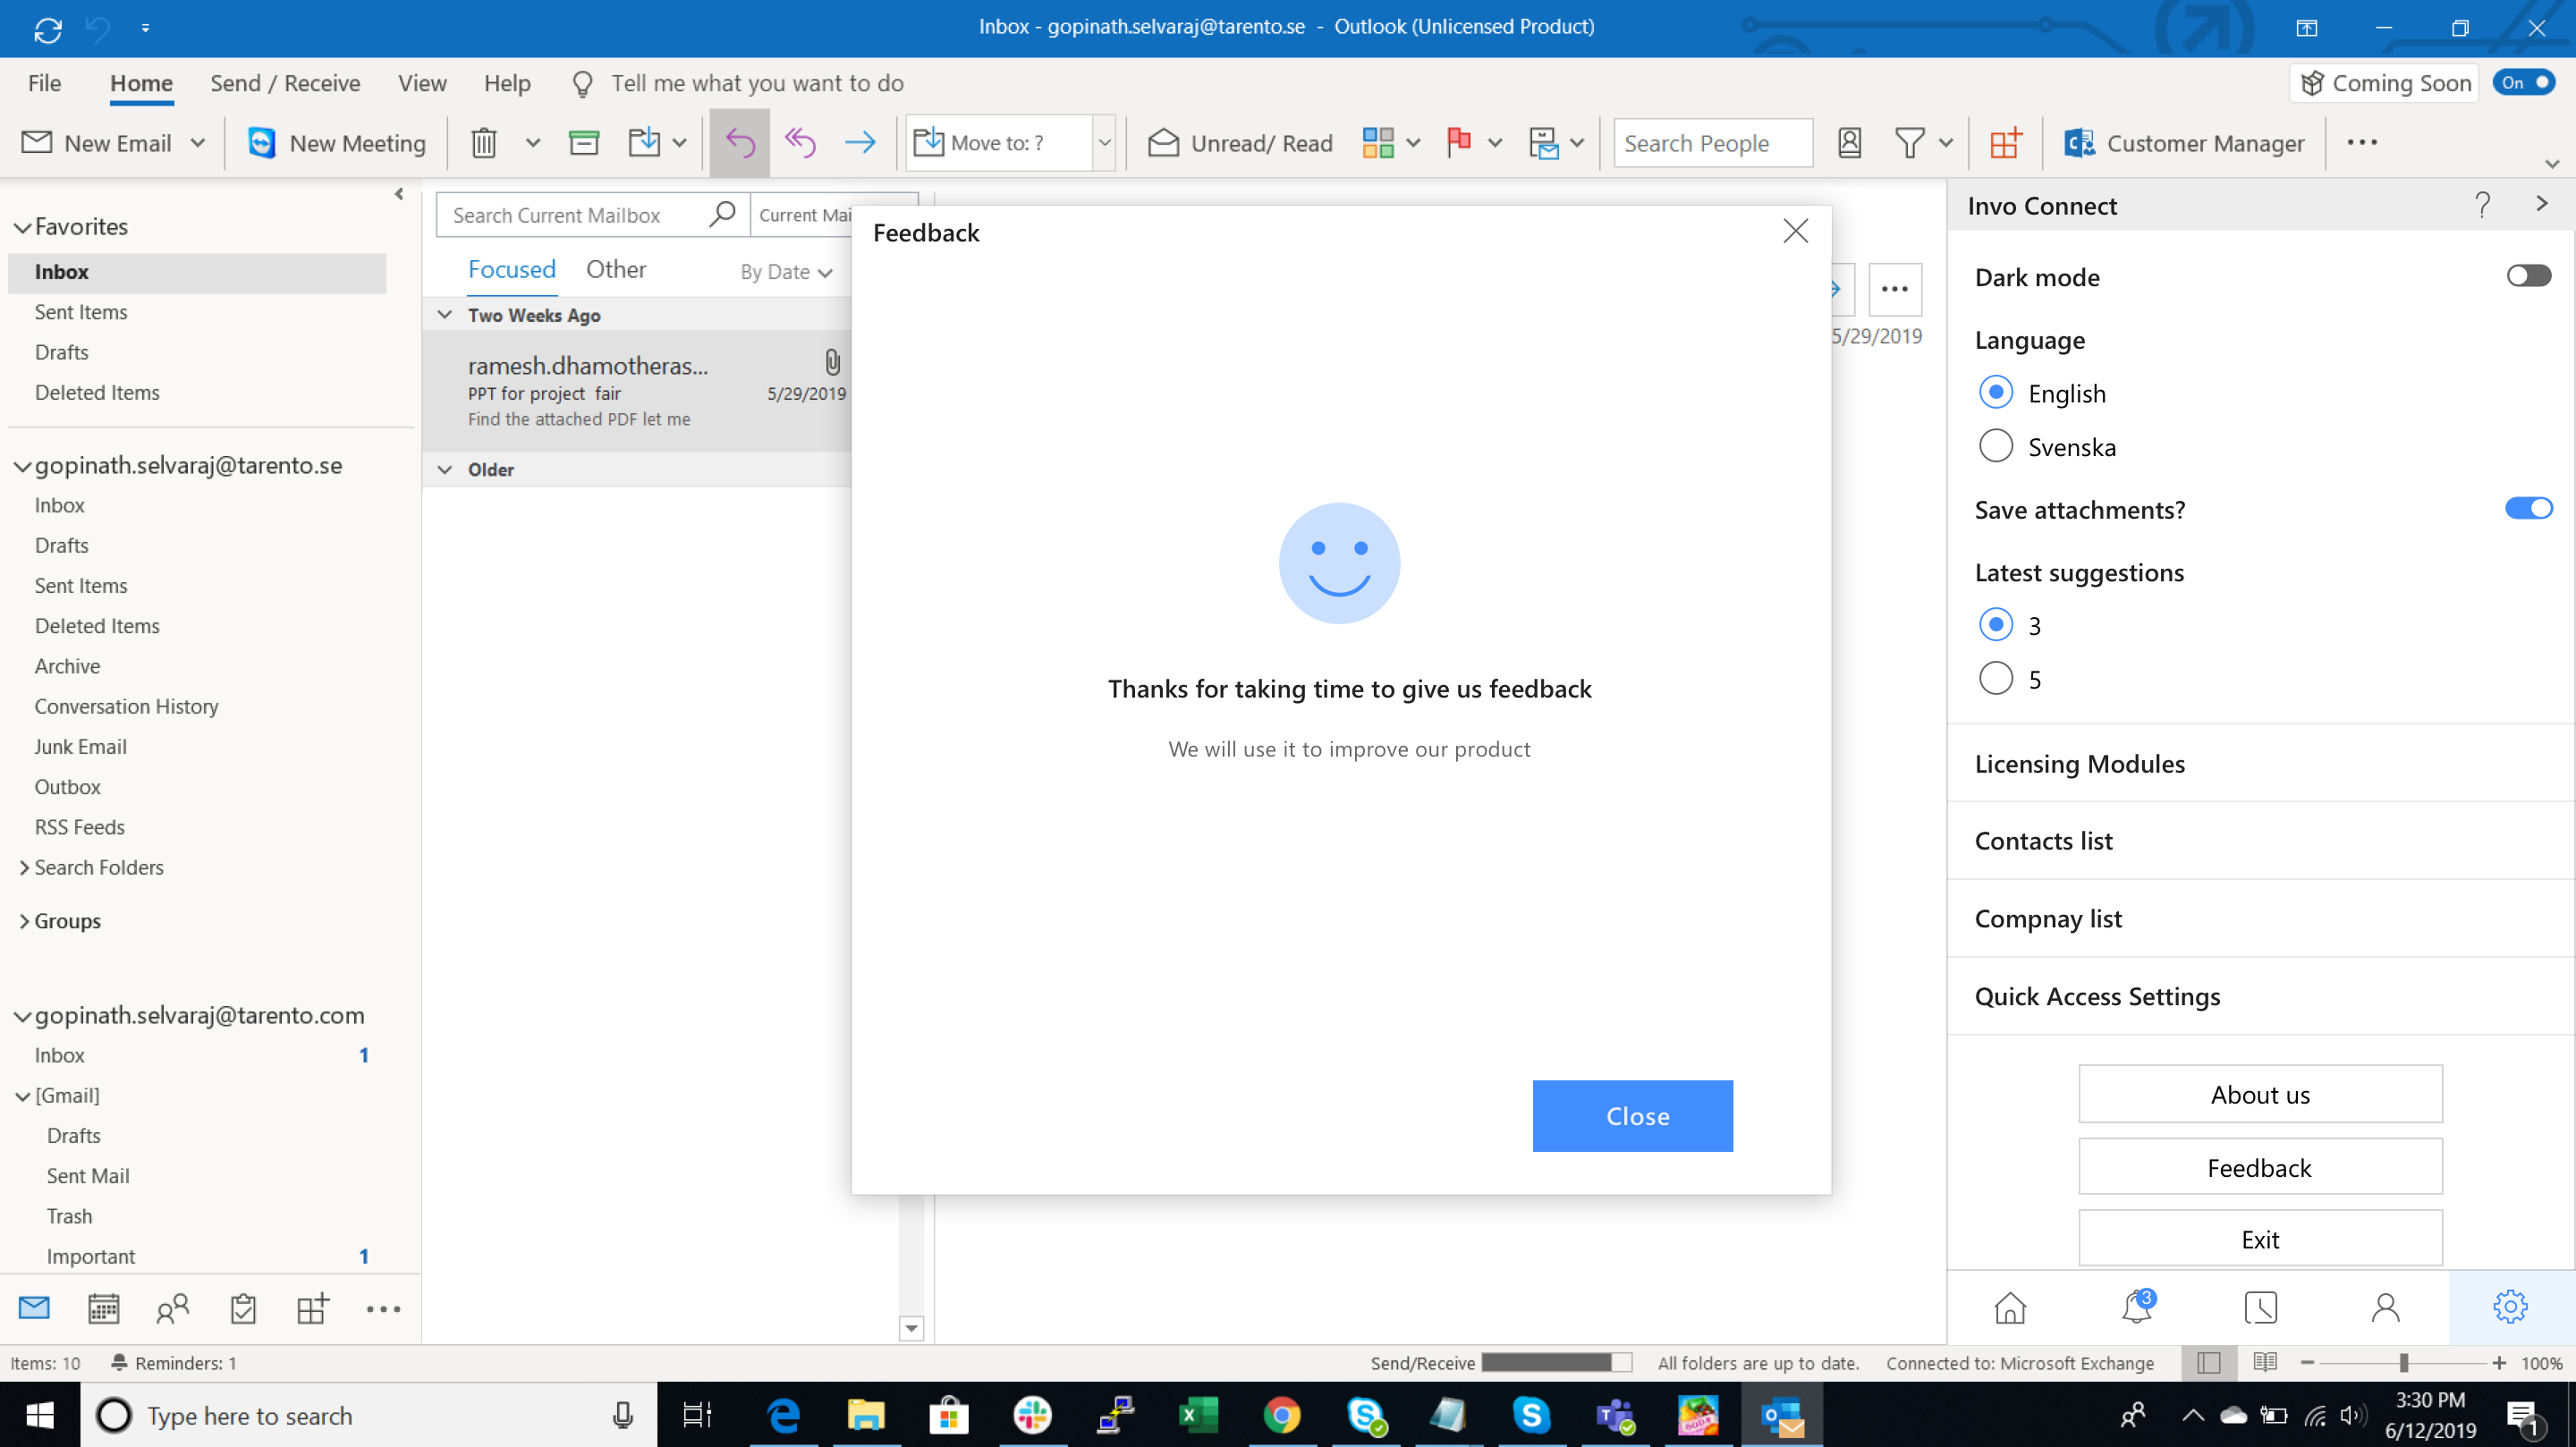 Inbox - gopinath.selvaraj@tarento.se - Outlook (Unlicensed Product)
File Home Send / Receive View Help Tell me what you want to do
Coming Soon On
New Email New Meeting Move to: ? Unread/ Read Search People Customer Manager
Favorites
Inbox
Sent Items
Drafts
Deleted Items
gopinath.selvaraj@tarento.se
Inbox
Drafts
Sent Items
Deleted Items
Archive
Conversation History
Junk Email
Outbox
RSS Feeds
Search Folders
Groups
gopinath.selvaraj@tarento.com
Inbox 1
[Gmail]
Drafts
Sent Mail
Trash
Important 1
Search Current Mailbox Current Mai
Focused Other By Date
Two Weeks Ago
ramesh.dhamotheras...
PPT for project fair 5/29/2019
Find the attached PDF let me
Older
5/29/2019
Feedback
Thanks for taking time to give us feedback
We will use it to improve our product
Close
Invo Connect ?
Dark mode
Language
English
Svenska
Save attachments?
Latest suggestions
3
5
Licensing Modules
Contacts list
Compnay list
Quick Access Settings
About us
Feedback
Exit
3
Items: 10 Reminders: 1 Send/Receive All folders are up to date. Connected to: Microsoft Exchange 100%
Type here to search
3:30 PM
6/12/2019
1